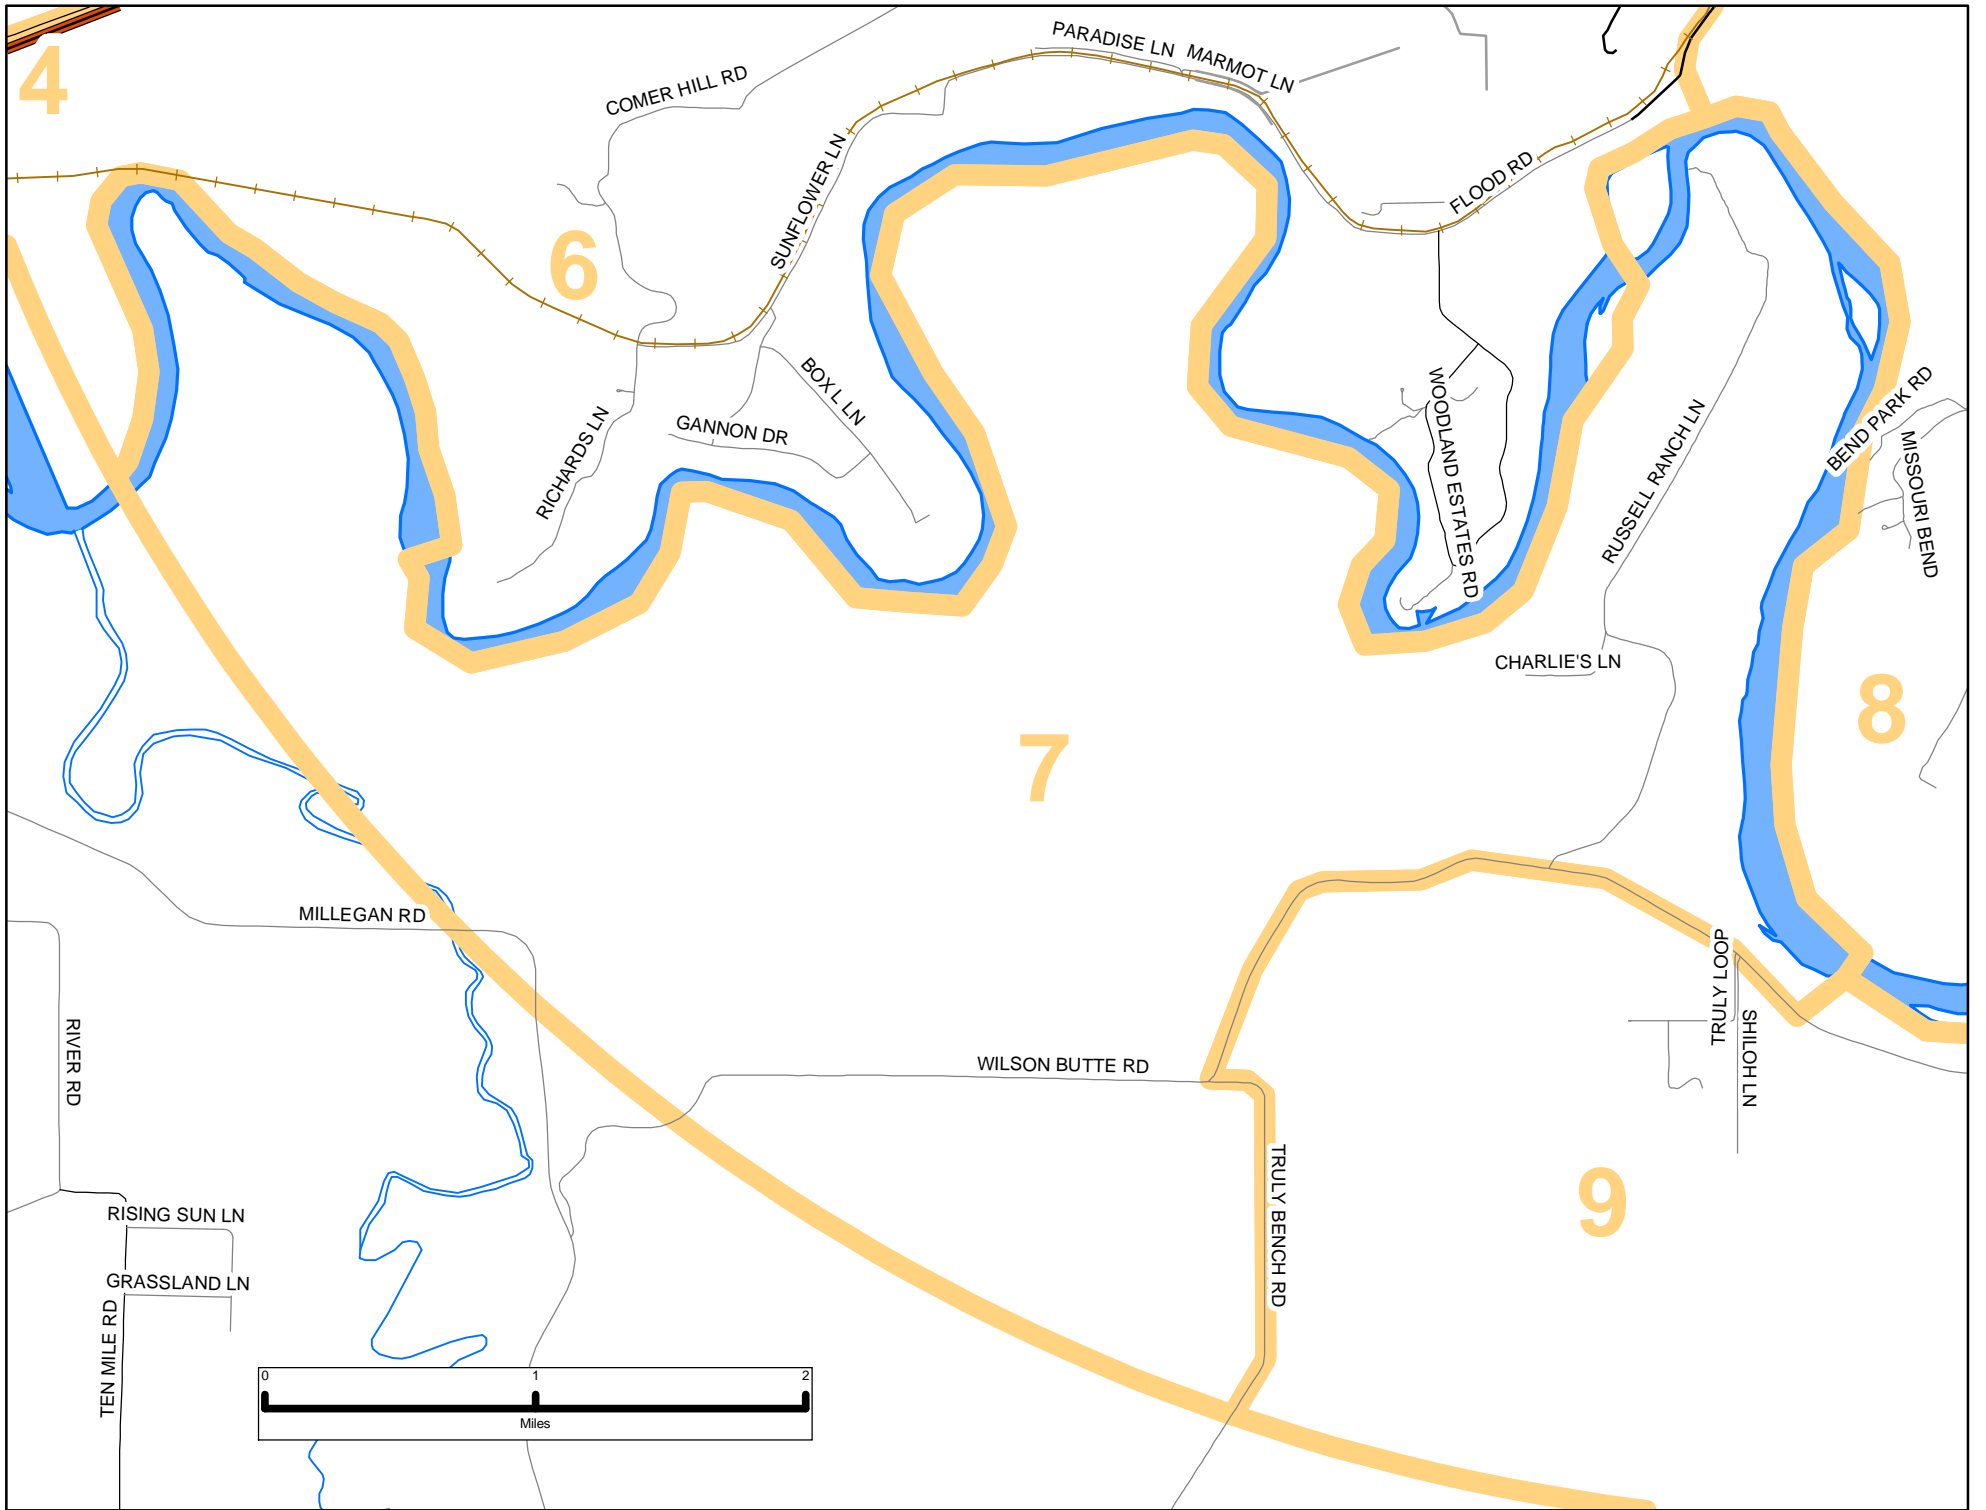 4
PARADISE LN
MARMOT LN
COMER HILL RD
SUNFLOWER LN
FLOOD RD
6
BOX L LN
GANNON DR
RICHARDS LN
WOODLAND ESTATES RD
RUSSELL RANCH LN
BEND PARK RD
MISSOURI BEND
CHARLIE'S LN
7
8
MILLEGAN RD
TRULY LOOP
SHILOH LN
RIVER RD
WILSON BUTTE RD
TRULY BENCH RD
9
RISING SUN LN
GRASSLAND LN
TEN MILE RD
0 1 2
Miles